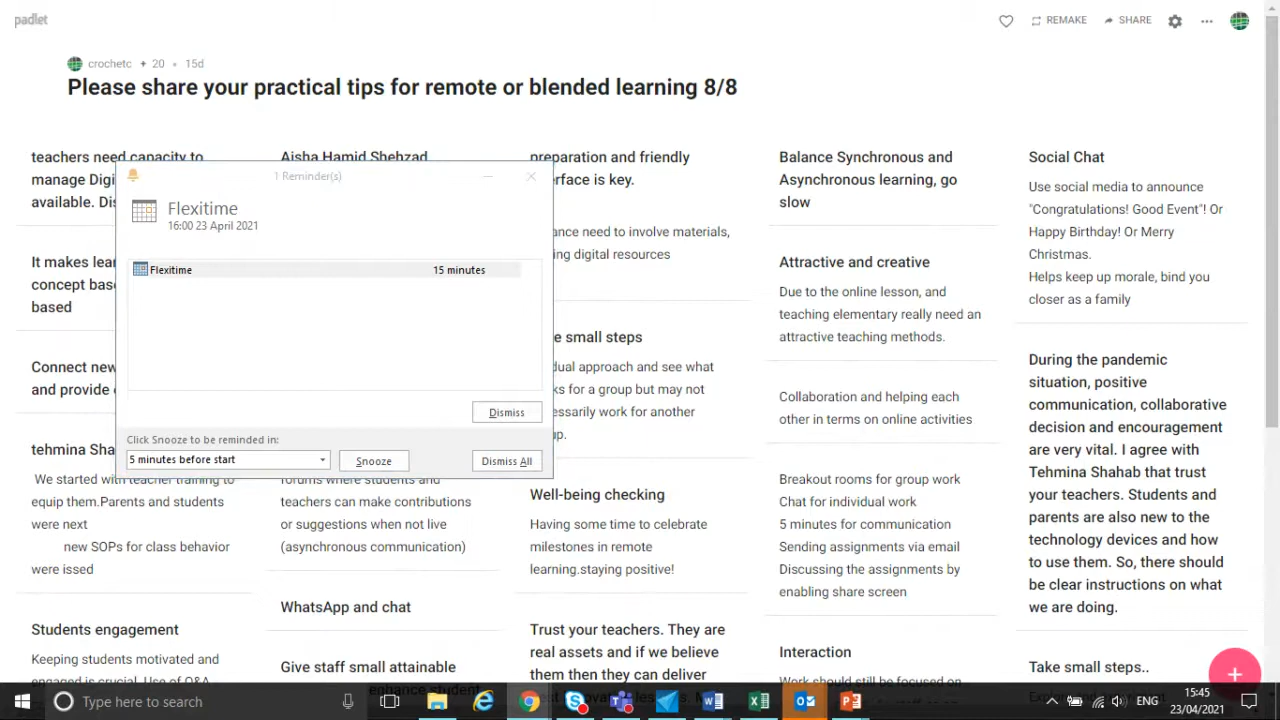 padlet
REMAKE
SHARE
crochetc + 20 • 15d
Please share your practical tips for remote or blended learning 8/8
teachers need capacity to
manage Digi
available. Dis
It makes lear
concept base
based
Connect new
and provide
tehmina Sha
We started with teacher training to
equip them.Parents and students
were next
new SOPs for class behavior
were issued
Students engagement
Keeping students motivated and
engaged is crucial. Use of Q&A
1 Reminder(s)
Flexitime
16:00 23 April 2021
Flexitime 15 minutes
Dismiss
Click Snooze to be reminded in:
5 minutes before start
Snooze
Dismiss All
Aisha Hamid Shehzad
forums where students and
teachers can make contributions
or suggestions when not live
(asynchronous communication)
WhatsApp and chat
Give staff small attainable
enhance student
preparation and friendly
erface is key.
ance need to involve materials,
ing digital resources
e small steps
dual approach and see what
ks for a group but may not
essarily work for another
up.
Well-being checking
Having some time to celebrate
milestones in remote
learning.staying positive!
Trust your teachers. They are
real assets and if we believe
them then they can deliver
Balance Synchronous and
Asynchronous learning, go
slow
Attractive and creative
Due to the online lesson, and
teaching elementary really need an
attractive teaching methods.
Collaboration and helping each
other in terms on online activities
Breakout rooms for group work
Chat for individual work
5 minutes for communication
Sending assignments via email
Discussing the assignments by
enabling share screen
Interaction
Social Chat
Use social media to announce
"Congratulations! Good Event"! Or
Happy Birthday! Or Merry
Christmas.
Helps keep up morale, bind you
closer as a family
During the pandemic
situation, positive
communication, collaborative
decision and encouragement
are very vital. I agree with
Tehmina Shahab that trust
your teachers. Students and
parents are also new to the
technology devices and how
to use them. So, there should
be clear instructions on what
we are doing.
Take small steps..
Type here to search
ENG
15:45
23/04/2021